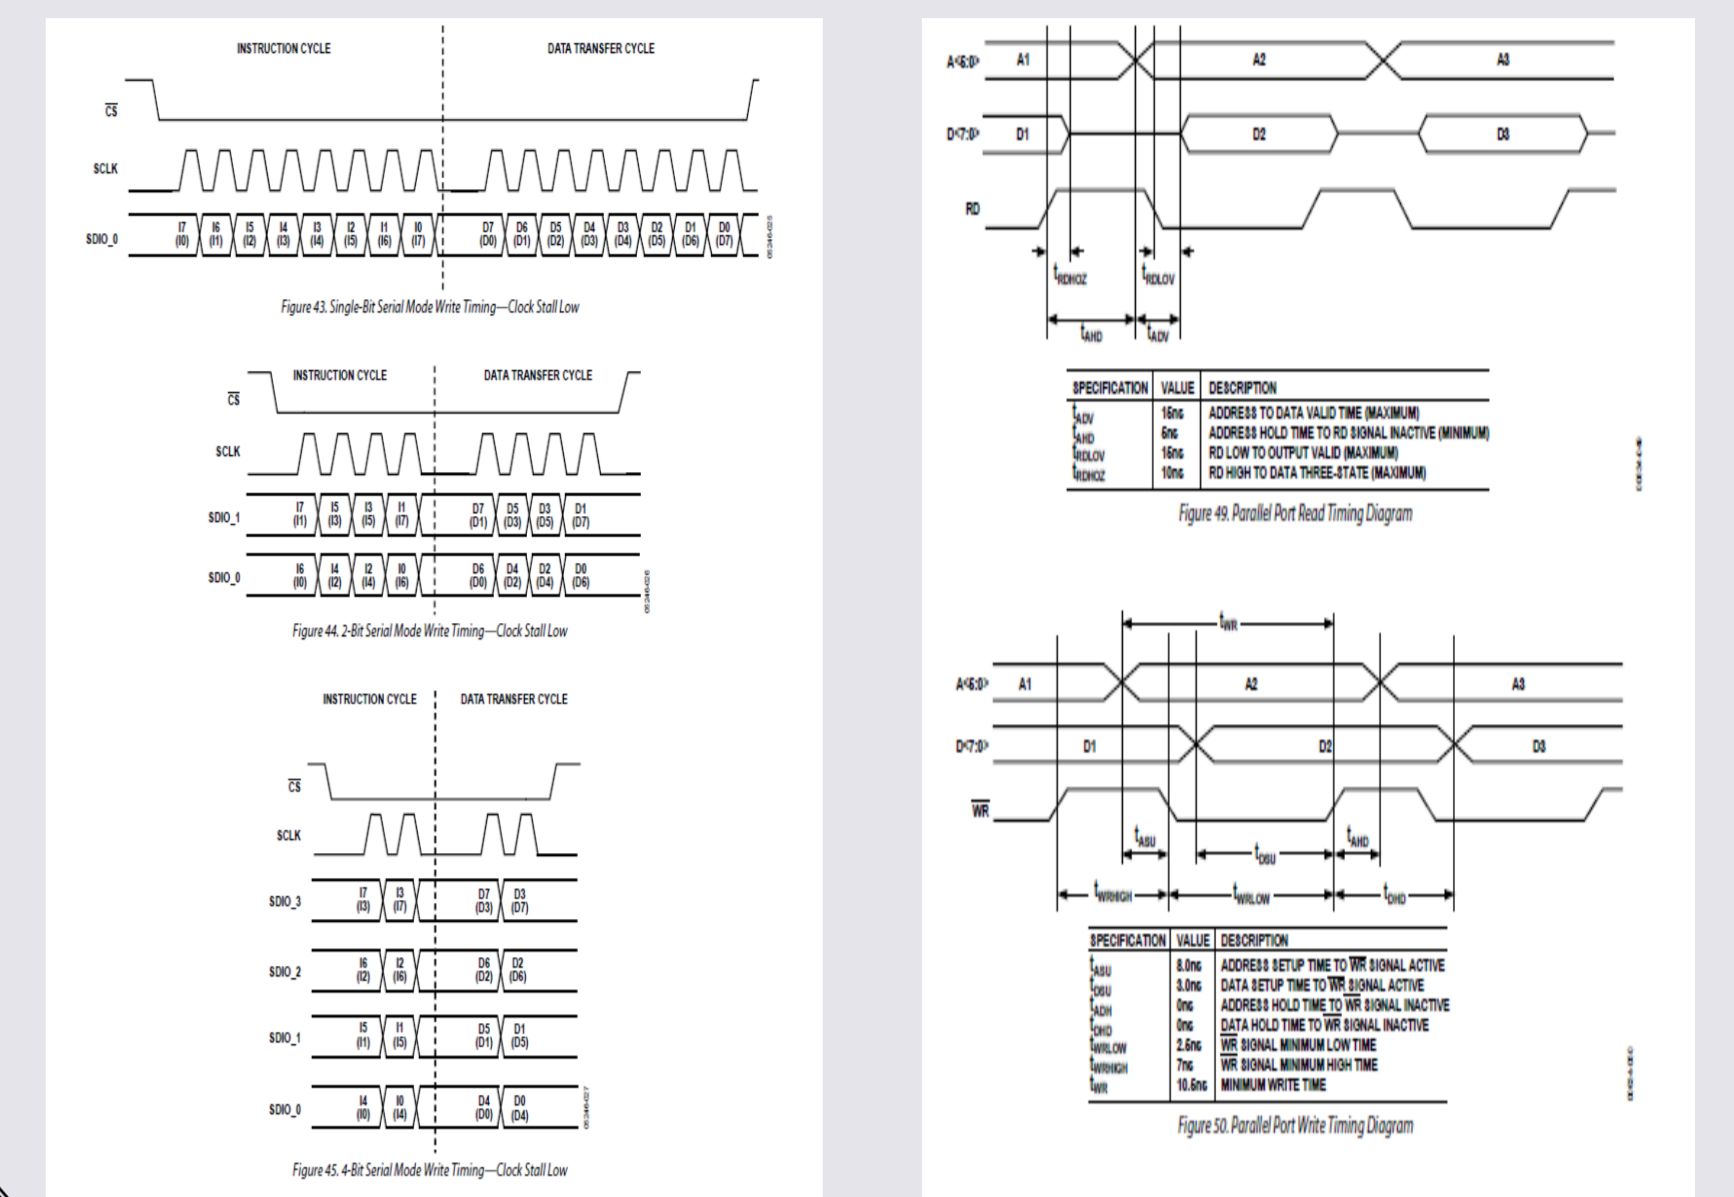 INSTRUCTION CYCLE DATA TRANSFER CYCLE
CS
SCLK
SDIO_0
I7 I6 I5 I4 I3 I2 I1 I0 D7 D6 D5 D4 D3 D2 D1 D0
(I0) (I1) (I2) (I3) (I4) (I5) (I6) (I7) (D0) (D1) (D2) (D3) (D4) (D5) (D6) (D7)
05246-025
Figure 43. Single-Bit Serial Mode Write Timing—Clock Stall Low
INSTRUCTION CYCLE DATA TRANSFER CYCLE
CS
SCLK
SDIO_1
I7 I5 I3 I1 D7 D5 D3 D1
(I1) (I3) (I5) (I7) (D1) (D3) (D5) (D7)
SDIO_0
I6 I4 I2 I0 D6 D4 D2 D0
(I0) (I2) (I4) (I6) (D0) (D2) (D4) (D6)
05246-026
Figure 44. 2-Bit Serial Mode Write Timing—Clock Stall Low
INSTRUCTION CYCLE DATA TRANSFER CYCLE
CS
SCLK
SDIO_3
I7 I3 D7 D3
(I3) (I7) (D3) (D7)
SDIO_2
I6 I2 D6 D2
(I2) (I6) (D2) (D6)
SDIO_1
I5 I1 D5 D1
(I1) (I5) (D1) (D5)
SDIO_0
I4 I0 D4 D0
(I0) (I4) (D0) (D4)
05246-027
Figure 45. 4-Bit Serial Mode Write Timing—Clock Stall Low
A<5:0> A1 A2 A3
D<7:0> D1 D2 D3
RD
tRDHOZ tRDLOV
tAHD tADV
SPECIFICATION VALUE DESCRIPTION
tADV 15ns ADDRESS TO DATA VALID TIME (MAXIMUM)
tAHD 5ns ADDRESS HOLD TIME TO RD SIGNAL INACTIVE (MINIMUM)
tRDLOV 15ns RD LOW TO OUTPUT VALID (MAXIMUM)
tRDHOZ 10ns RD HIGH TO DATA THREE-STATE (MAXIMUM)
Figure 49. Parallel Port Read Timing Diagram
tWR
A<5:0> A1 A2 A3
D<7:0> D1 D2 D3
WR
tASU tDSU tAHD
tWRHIGH tWRLOW tDHD
SPECIFICATION VALUE DESCRIPTION
tASU 8.0ns ADDRESS SETUP TIME TO WR SIGNAL ACTIVE
tDSU 3.0ns DATA SETUP TIME TO WR SIGNAL ACTIVE
tADH 0ns ADDRESS HOLD TIME TO WR SIGNAL INACTIVE
tDHD 0ns DATA HOLD TIME TO WR SIGNAL INACTIVE
tWRLOW 2.5ns WR SIGNAL MINIMUM LOW TIME
tWRHIGH 7ns WR SIGNAL MINIMUM HIGH TIME
tWR 10.5ns MINIMUM WRITE TIME
Figure 50. Parallel Port Write Timing Diagram